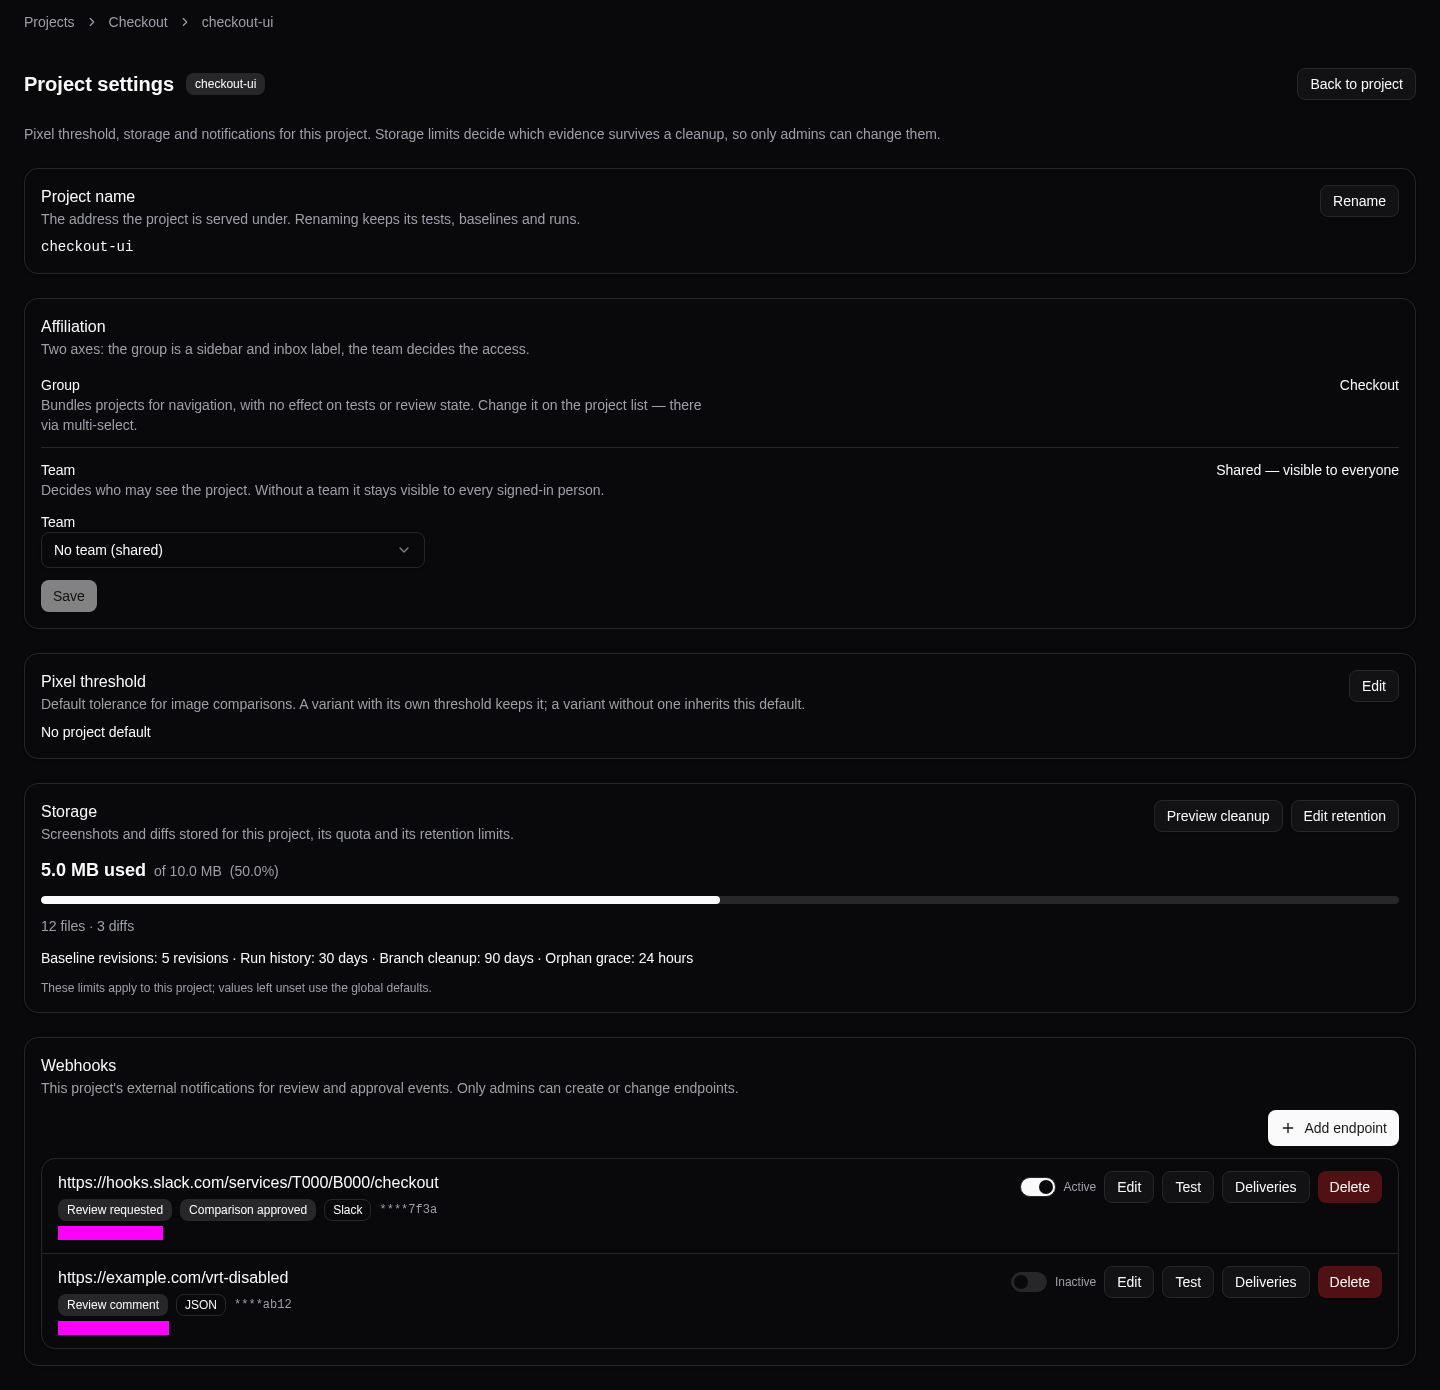 Projects > Checkout > checkout-ui
Project settings checkout-ui Back to project
Pixel threshold, storage and notifications for this project. Storage limits decide which evidence survives a cleanup, so only admins can change them.
Project name Rename
The address the project is served under. Renaming keeps its tests, baselines and runs.
checkout-ui
Affiliation
Two axes: the group is a sidebar and inbox label, the team decides the access.
Group Checkout
Bundles projects for navigation, with no effect on tests or review state. Change it on the project list — there
via multi-select.
Team Shared — visible to everyone
Decides who may see the project. Without a team it stays visible to every signed-in person.
Team
No team (shared)
Save
Pixel threshold Edit
Default tolerance for image comparisons. A variant with its own threshold keeps it; a variant without one inherits this default.
No project default
Storage Preview cleanup Edit retention
Screenshots and diffs stored for this project, its quota and its retention limits.
5.0 MB used of 10.0 MB (50.0%)
12 files · 3 diffs
Baseline revisions: 5 revisions · Run history: 30 days · Branch cleanup: 90 days · Orphan grace: 24 hours
These limits apply to this project; values left unset use the global defaults.
Webhooks
This project's external notifications for review and approval events. Only admins can create or change endpoints.
+ Add endpoint
https://hooks.slack.com/services/T000/B000/checkout Active Edit Test Deliveries Delete
Review requested Comparison approved Slack ****7f3a
https://example.com/vrt-disabled Inactive Edit Test Deliveries Delete
Review comment JSON ****ab12